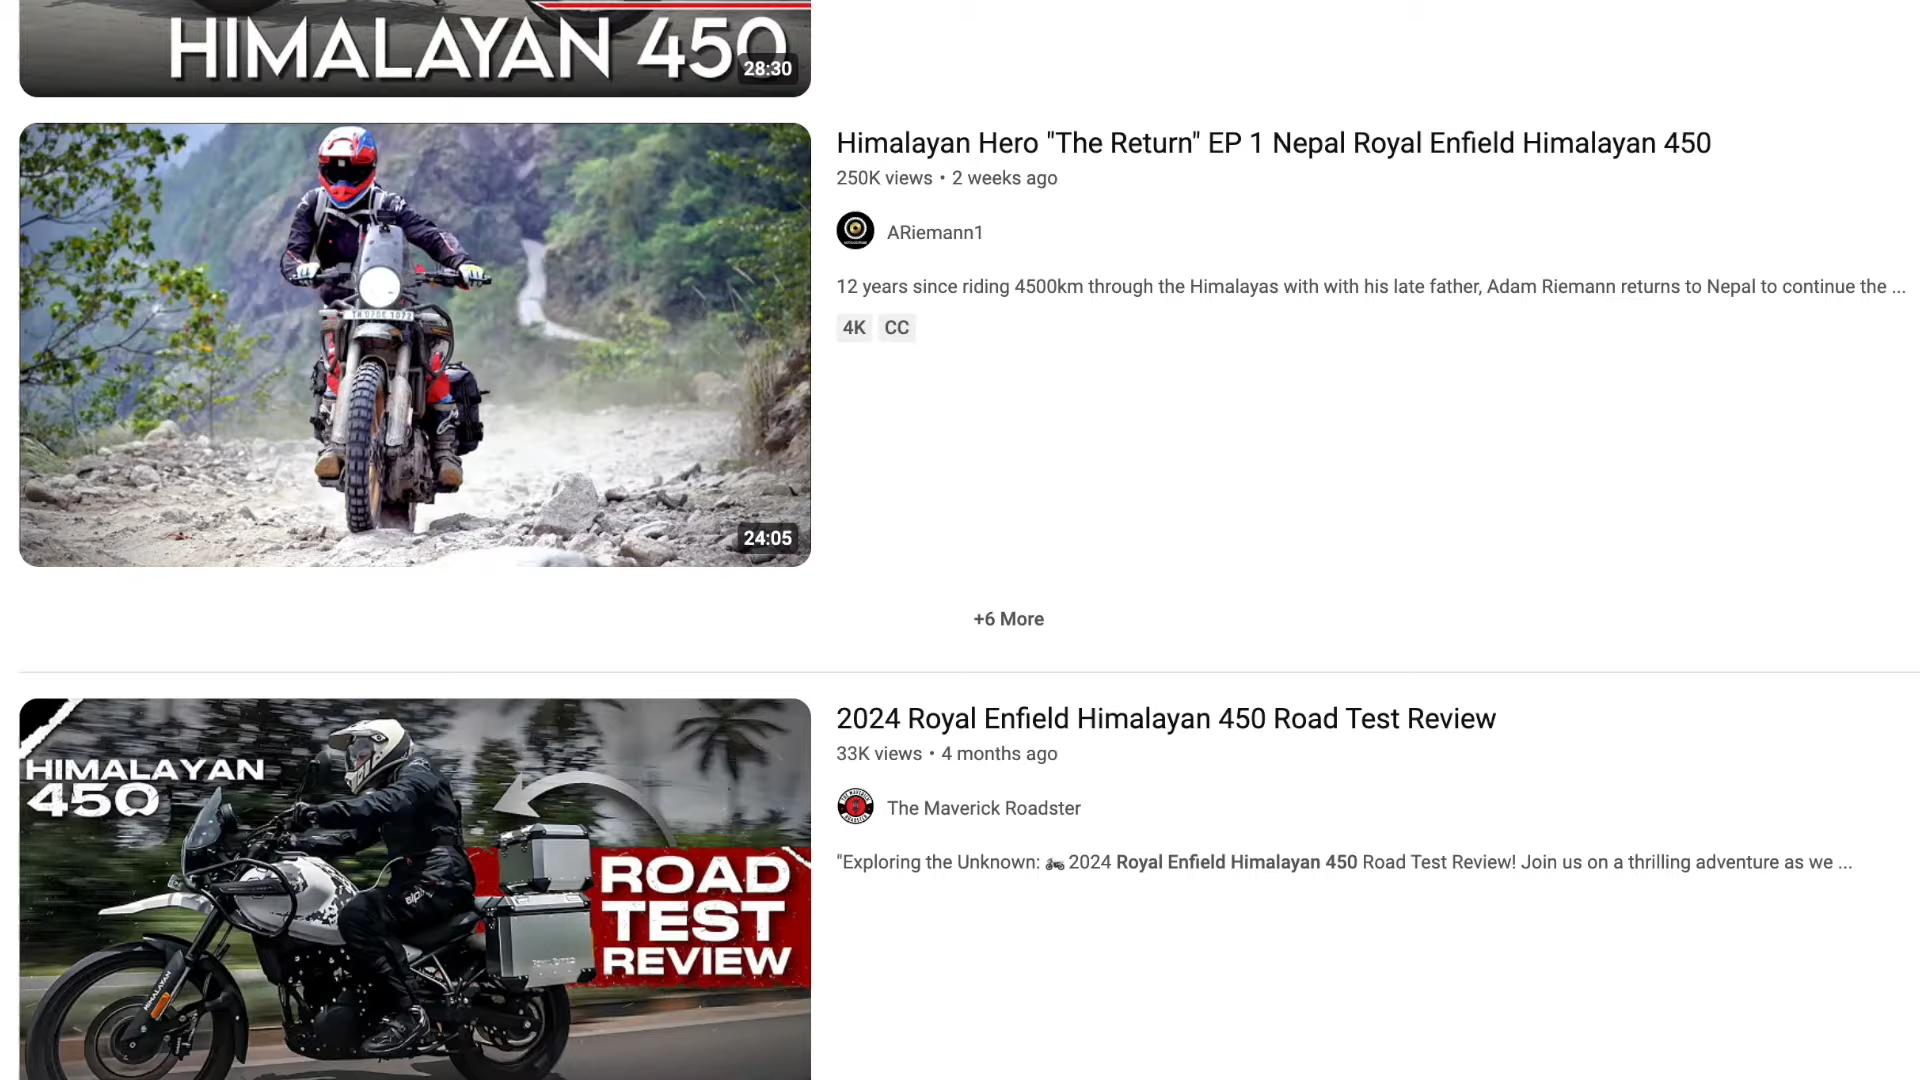 HIMALAYAN 450
28:30
Himalayan Hero "The Return" EP 1 Nepal Royal Enfield Himalayan 450
250K views • 2 weeks ago
ARiemann1
12 years since riding 4500km through the Himalayas with with his late father, Adam Riemann returns to Nepal to continue the ...
4K CC
24:05
+6 More
2024 Royal Enfield Himalayan 450 Road Test Review
33K views • 4 months ago
The Maverick Roadster
"Exploring the Unknown: 🏍 2024 Royal Enfield Himalayan 450 Road Test Review! Join us on a thrilling adventure as we ...
HIMALAYAN
450
ROAD
TEST
REVIEW
HIMALAYAN